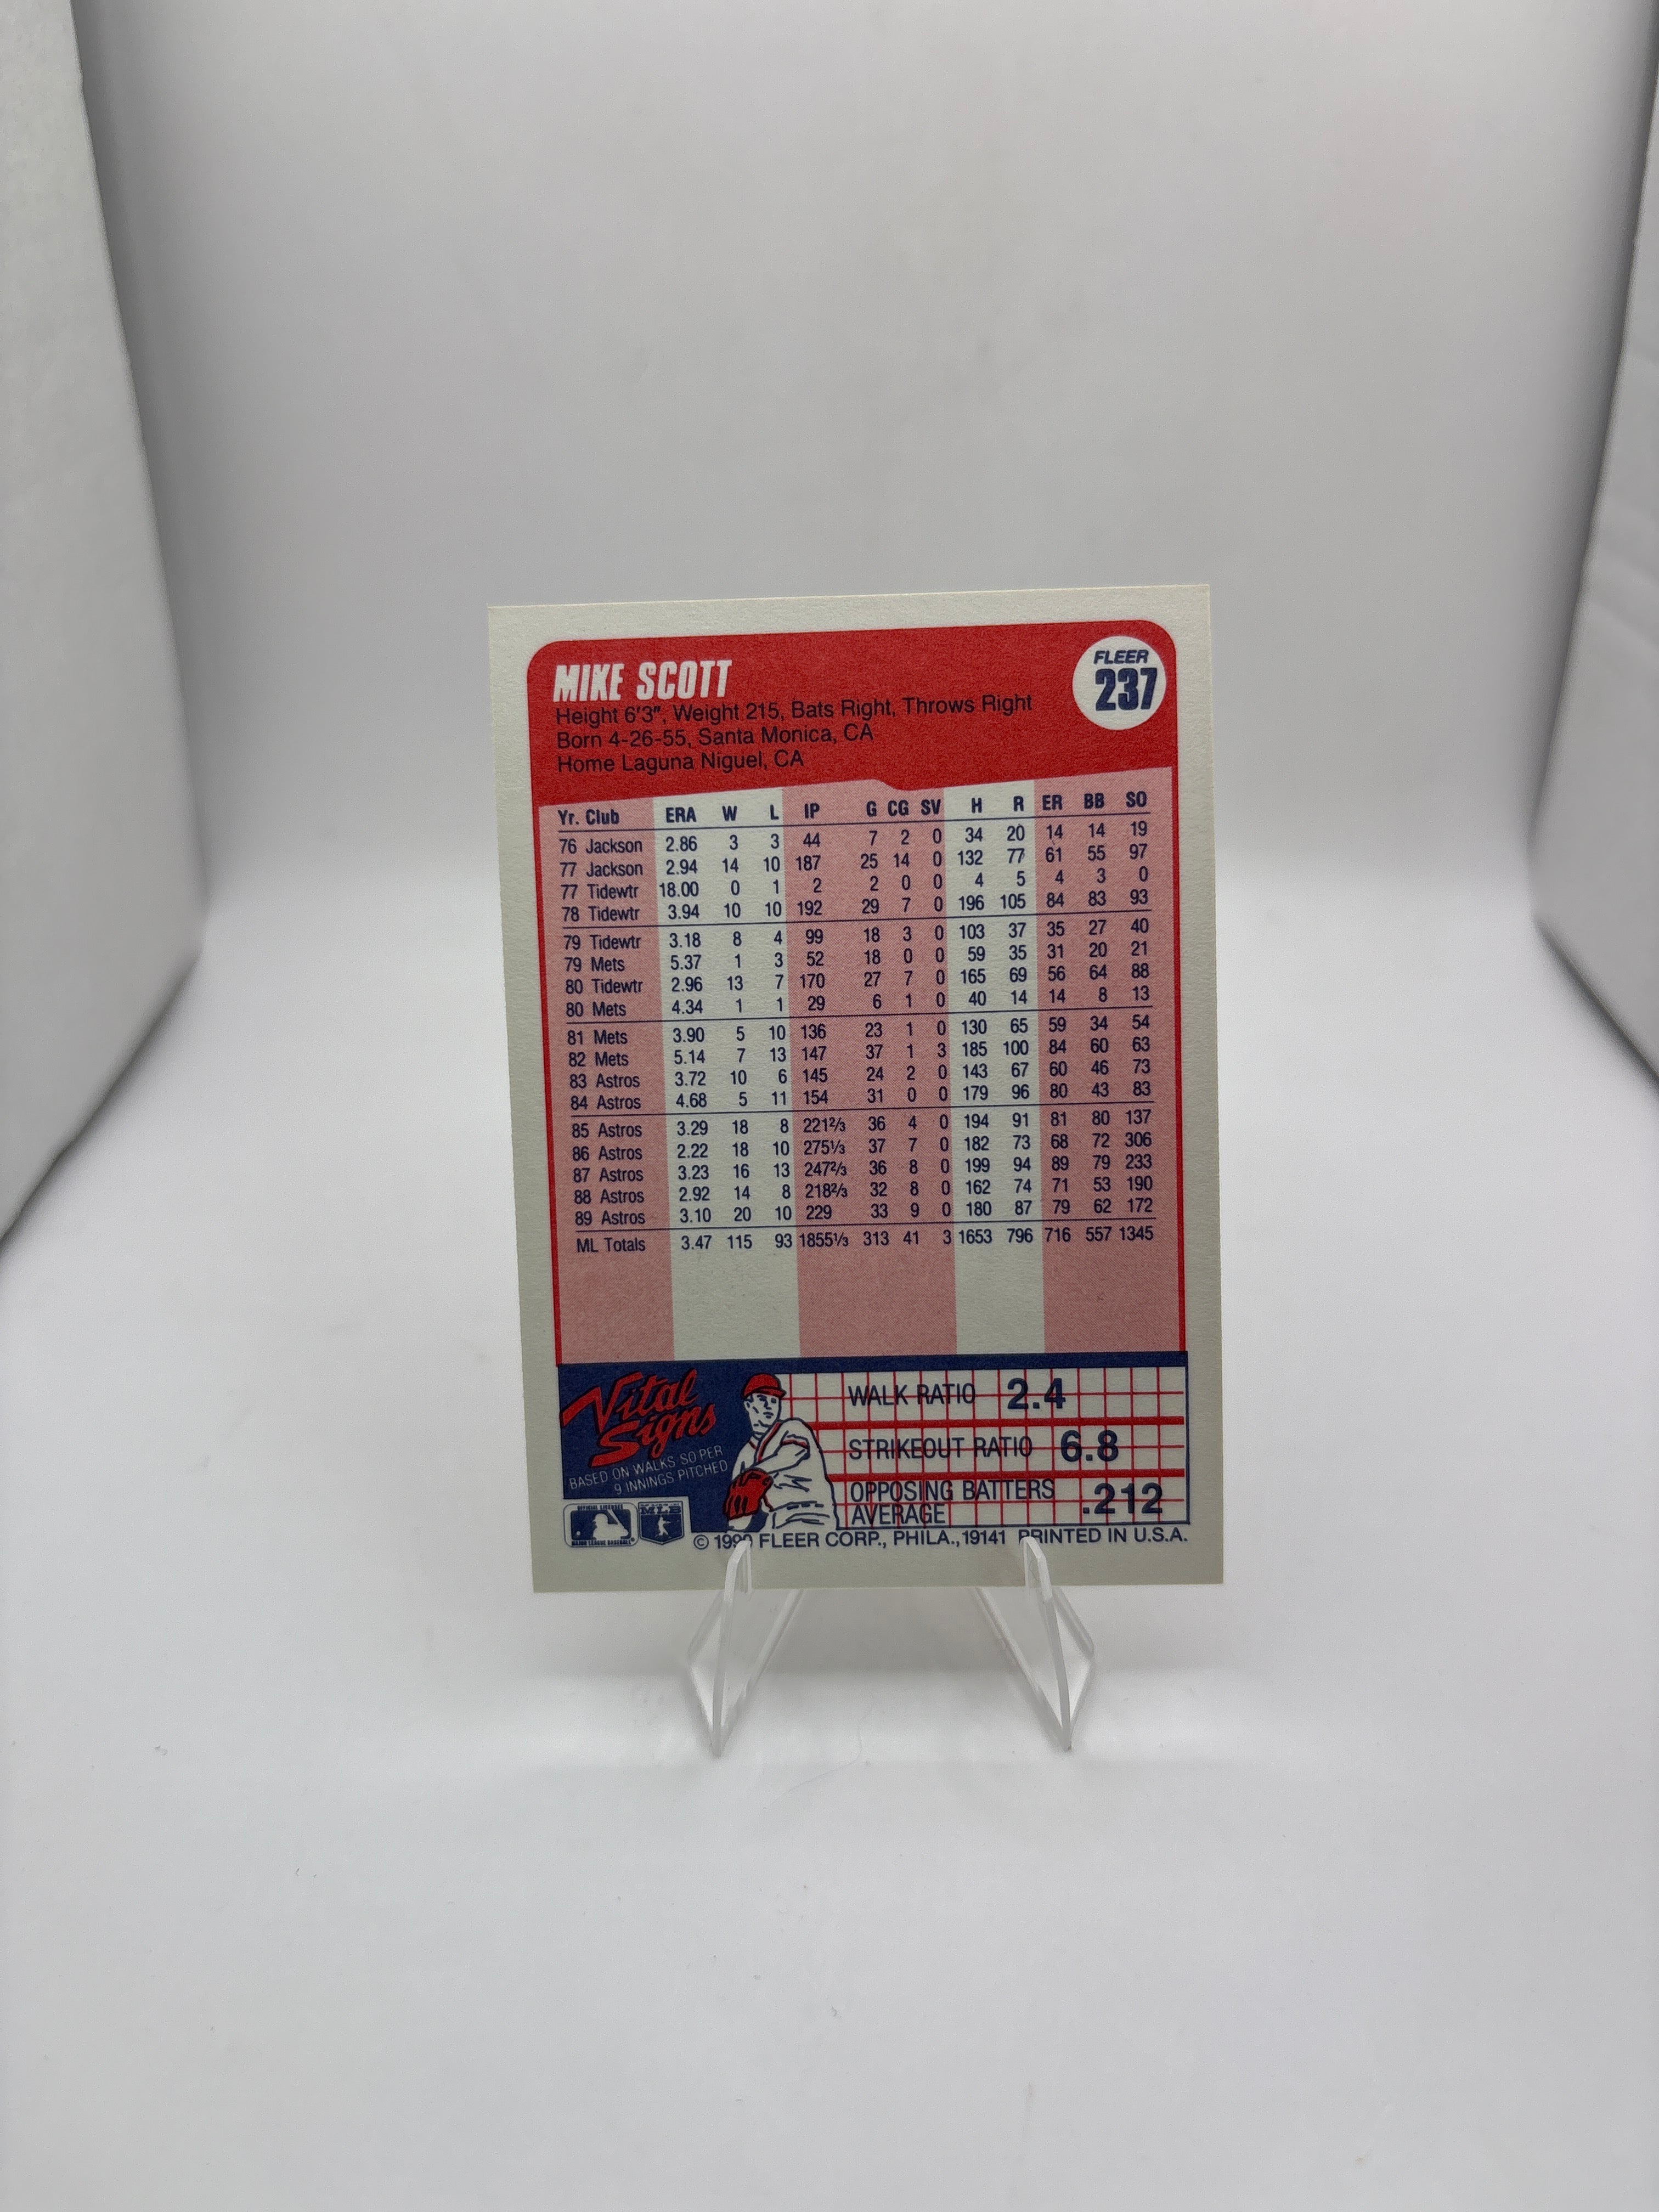 MIKE SCOTT
FLEER
237
Height 6'3", Weight 215, Bats Right, Throws Right
Born 4-26-55, Santa Monica, CA
Home Laguna Niguel, CA
Yr. Club ERA W L IP G CG SV H R ER BB SO
76 Jackson 2.86 3 3 44 7 2 0 34 20 14 14 19
77 Jackson 2.94 14 10 187 25 14 0 132 77 61 55 97
77 Tidewtr 18.00 0 1 2 2 0 0 4 5 4 3 0
78 Tidewtr 3.94 10 10 192 29 7 0 196 105 84 83 93
79 Tidewtr 3.18 8 4 99 18 3 0 103 37 35 27 40
79 Mets 5.37 1 3 52 18 0 0 59 35 31 20 21
80 Tidewtr 2.96 13 7 170 27 7 0 165 69 56 64 88
80 Mets 4.34 1 1 29 6 1 0 40 14 14 8 13
81 Mets 3.90 5 10 136 23 1 0 130 65 59 34 54
82 Mets 5.14 7 13 147 37 1 3 185 100 84 60 63
83 Astros 3.72 10 6 145 24 2 0 143 67 60 46 73
84 Astros 4.68 5 11 154 31 0 0 179 96 80 43 83
85 Astros 3.29 18 8 221⅔ 36 4 0 194 91 81 80 137
86 Astros 2.22 18 10 275⅓ 37 7 0 182 73 68 72 306
87 Astros 3.23 16 13 247⅔ 36 8 0 199 94 89 79 233
88 Astros 2.92 14 8 218⅔ 32 8 0 162 74 71 53 190
89 Astros 3.10 20 10 229 33 9 0 180 87 79 62 172
ML Totals 3.47 115 93 1855⅓ 313 41 3 1653 796 716 557 1345
Vital
Signs
BASED ON WALKS, SO PER
9 INNINGS PITCHED
WALK RATIO 2.4
STRIKEOUT RATIO 6.8
OPPOSING BATTERS
AVERAGE .212
MLB
© 1990 FLEER CORP., PHILA., 19141 PRINTED IN U.S.A.